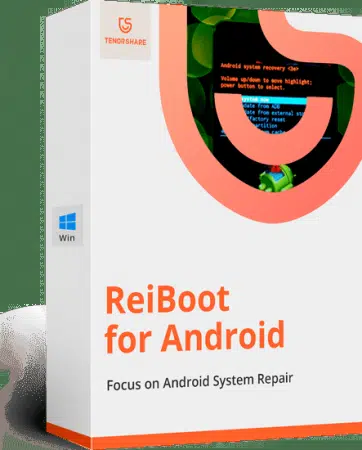 TENORSHARE
Android system recovery <3e>
Volume up/down to move highlight;
power button to select.
Win
ReiBoot
for Android
Focus on Android System Repair